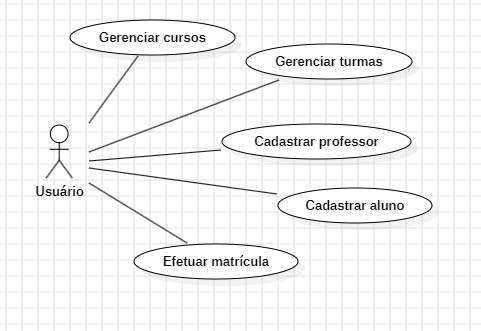 Gerenciar cursos
Gerenciar turmas
Cadastrar professor
Usuário
Cadastrar aluno
Efetuar matrícula